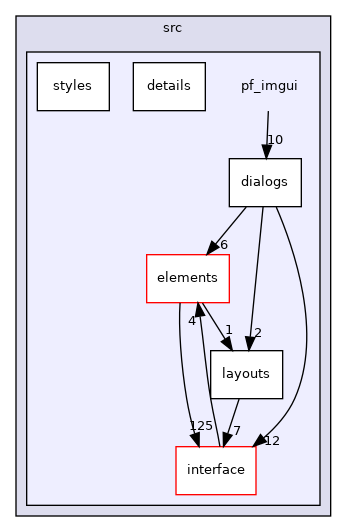 src
styles
details
pf_imgui
10
dialogs
6
elements
4
1
2
layouts
125
7
12
interface